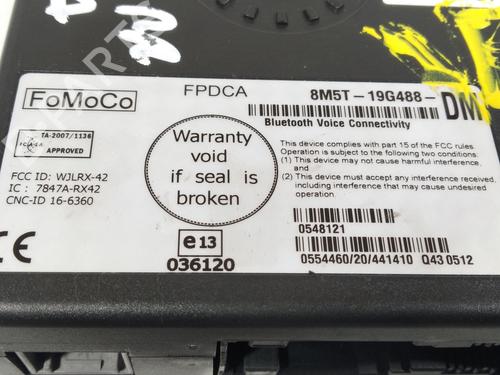 FoMoCo
FPDCA
8M5T-19G488-DM
Bluetooth Voice Connectivity
TA-2007/1136
APPROVED
FCC ID: WJLRX-42
IC : 7847A-RX42
CNC-ID 16-6360
Warranty
void
if seal is
broken
This device complies with part 15 of the FCC rules.
Operation is subject to the following two conditions:
(1) This device may not cause harmful interference,
and
(2) This device must accept any interference received,
including interference that may cause undesired
operation.
CE
e13
036120
0548121
0554460/20/441410 Q43 0512